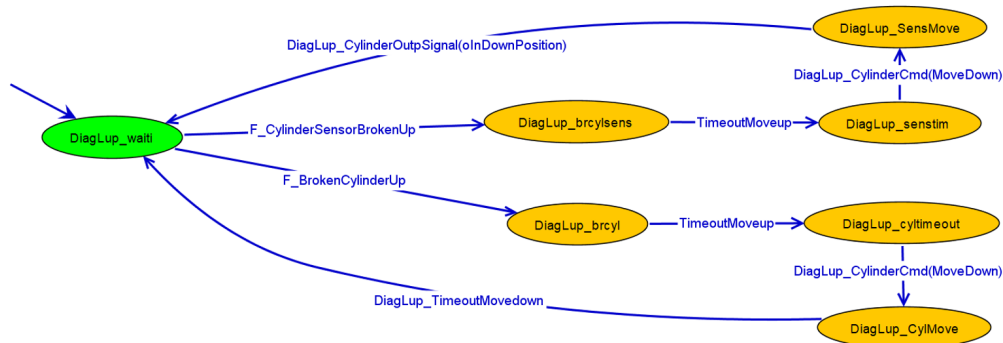 DiagLup_SensMove
DiagLup_CylinderOutpSignal(oInDownPosition)
DiagLup_CylinderCmd(MoveDown)
DiagLup_waiti
F_CylinderSensorBrokenUp
DiagLup_brcylsens
TimeoutMoveup
DiagLup_senstim
F_BrokenCylinderUp
DiagLup_brcyl
TimeoutMoveup
DiagLup_cyltimeout
DiagLup_CylinderCmd(MoveDown)
DiagLup_TimeoutMovedown
DiagLup_CylMove